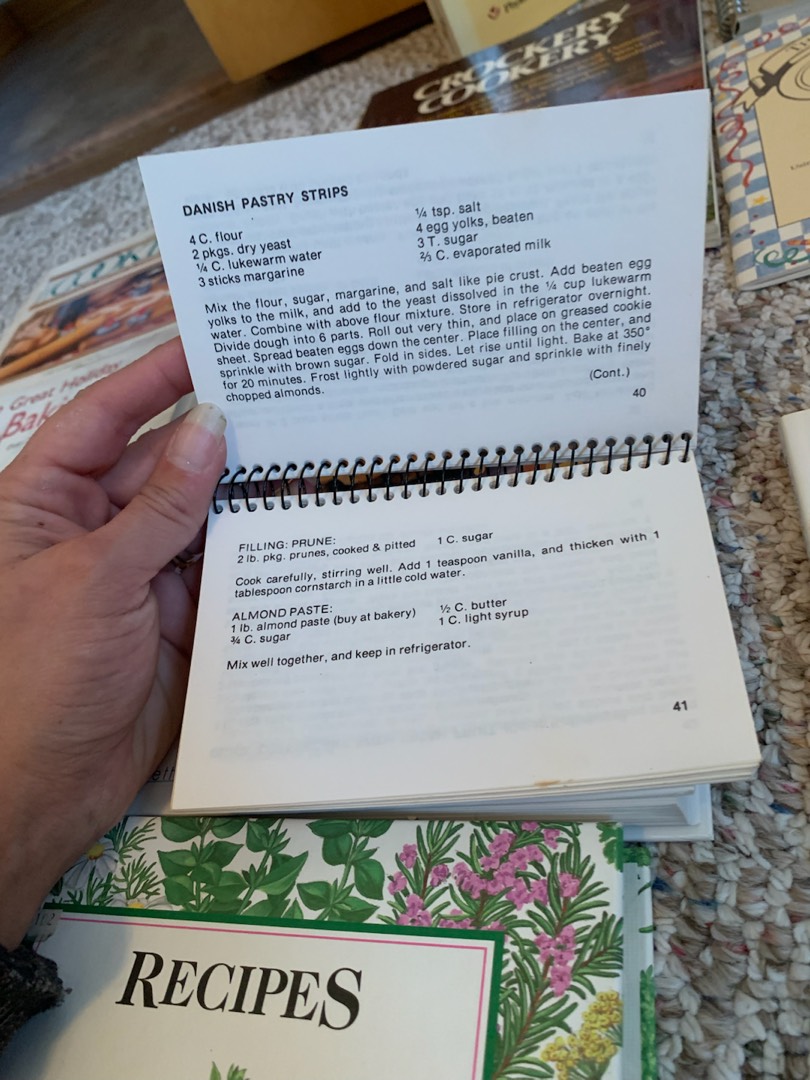 CROCKERY
COOKERY
DANISH PASTRY STRIPS
4 C. flour
2 pkgs. dry yeast
¼ C. lukewarm water
3 sticks margarine
¼ tsp. salt
4 egg yolks, beaten
3 T. sugar
⅔ C. evaporated milk
Mix the flour, sugar, margarine, and salt like pie crust. Add beaten egg
yolks to the milk, and add to the yeast dissolved in the ¼ cup lukewarm
water. Combine with above flour mixture. Store in refrigerator overnight.
Divide dough into 6 parts. Roll out very thin, and place on greased cookie
sheet. Spread beaten eggs down the center. Place filling on the center, and
sprinkle with brown sugar. Fold in sides. Let rise until light. Bake at 350°
for 20 minutes. Frost lightly with powdered sugar and sprinkle with finely
chopped almonds.
(Cont.)
40
Great Holiday
FILLING: PRUNE:
2 lb. pkg. prunes, cooked & pitted
1 C. sugar
Cook carefully, stirring well. Add 1 teaspoon vanilla, and thicken with 1
tablespoon cornstarch in a little cold water.
ALMOND PASTE:
1 lb. almond paste (buy at bakery)
¾ C. sugar
½ C. butter
1 C. light syrup
Mix well together, and keep in refrigerator.
41
RECIPES